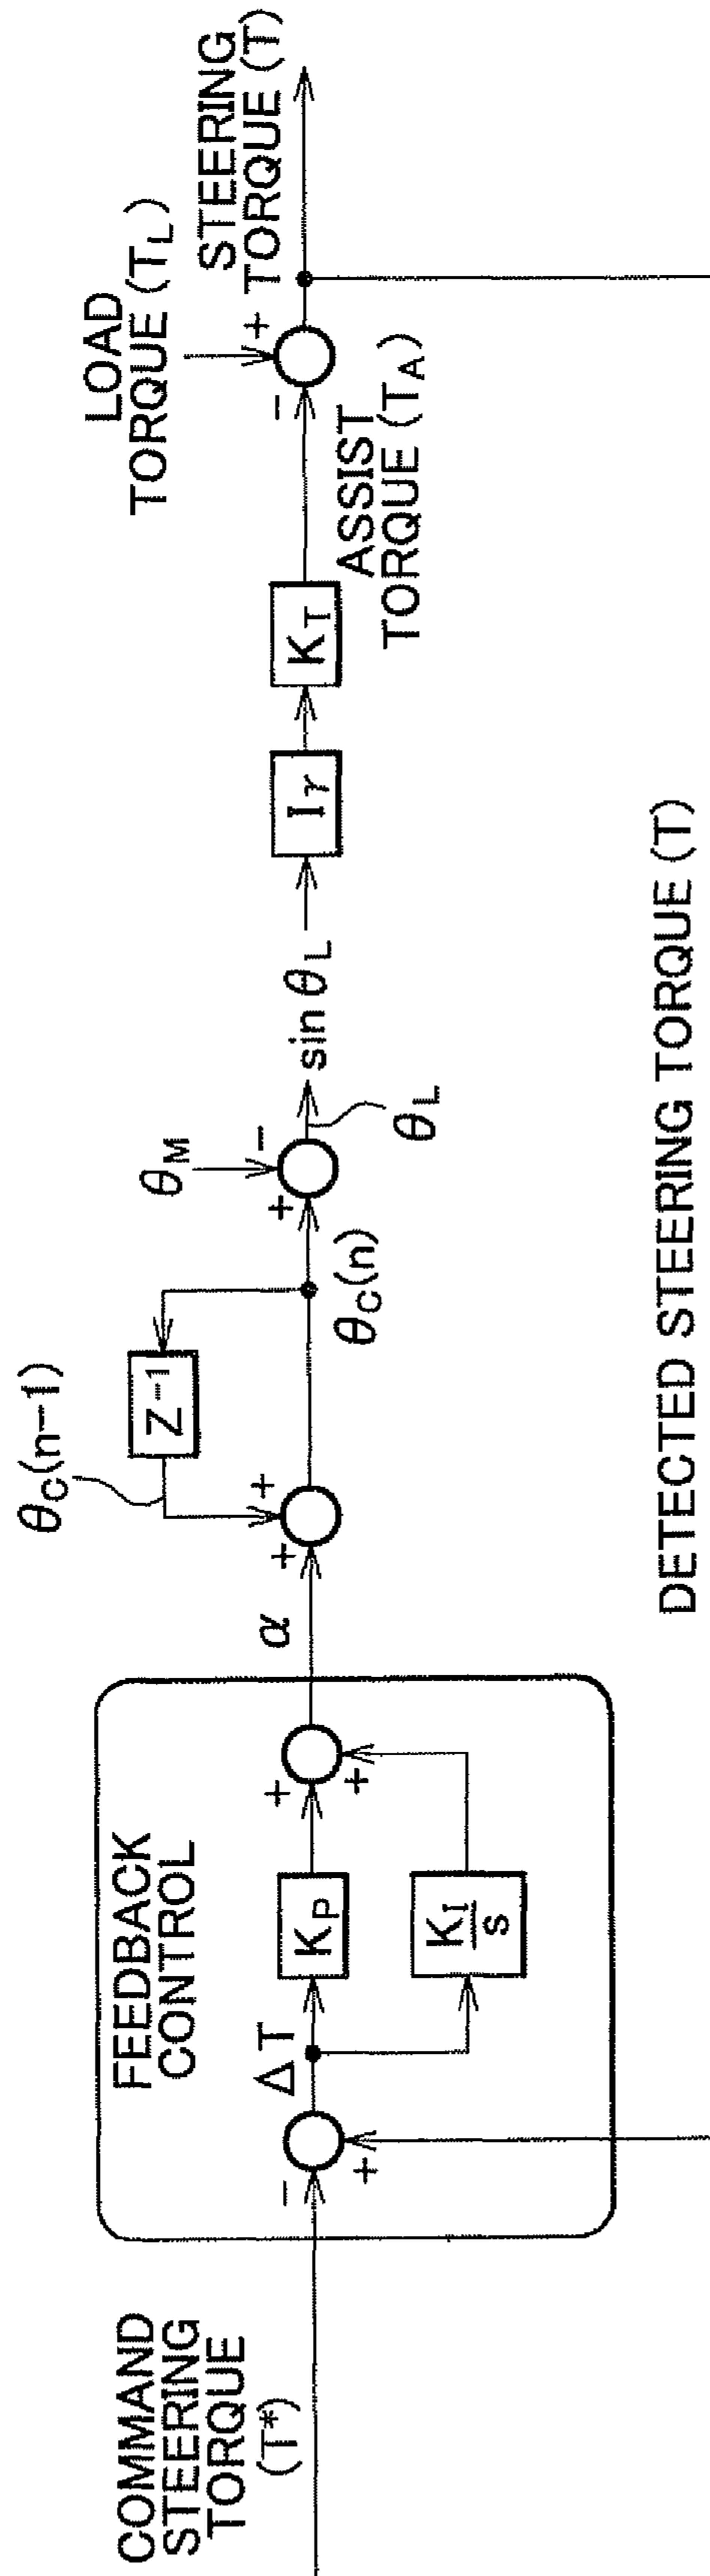 COMMAND
STEERING
TORQUE
(T*)
FEEDBACK
CONTROL
−
+
ΔT
K_P
K_I
s
+
+
α
+
+
θ_C(n−1)
Z⁻¹
θ_C(n)
θ_M
+
−
θ_L
sin θ_L
I_γ
K_T
ASSIST
TORQUE (T_A)
LOAD
TORQUE (T_L)
−
+
STEERING
TORQUE (T)
DETECTED STEERING TORQUE (T)